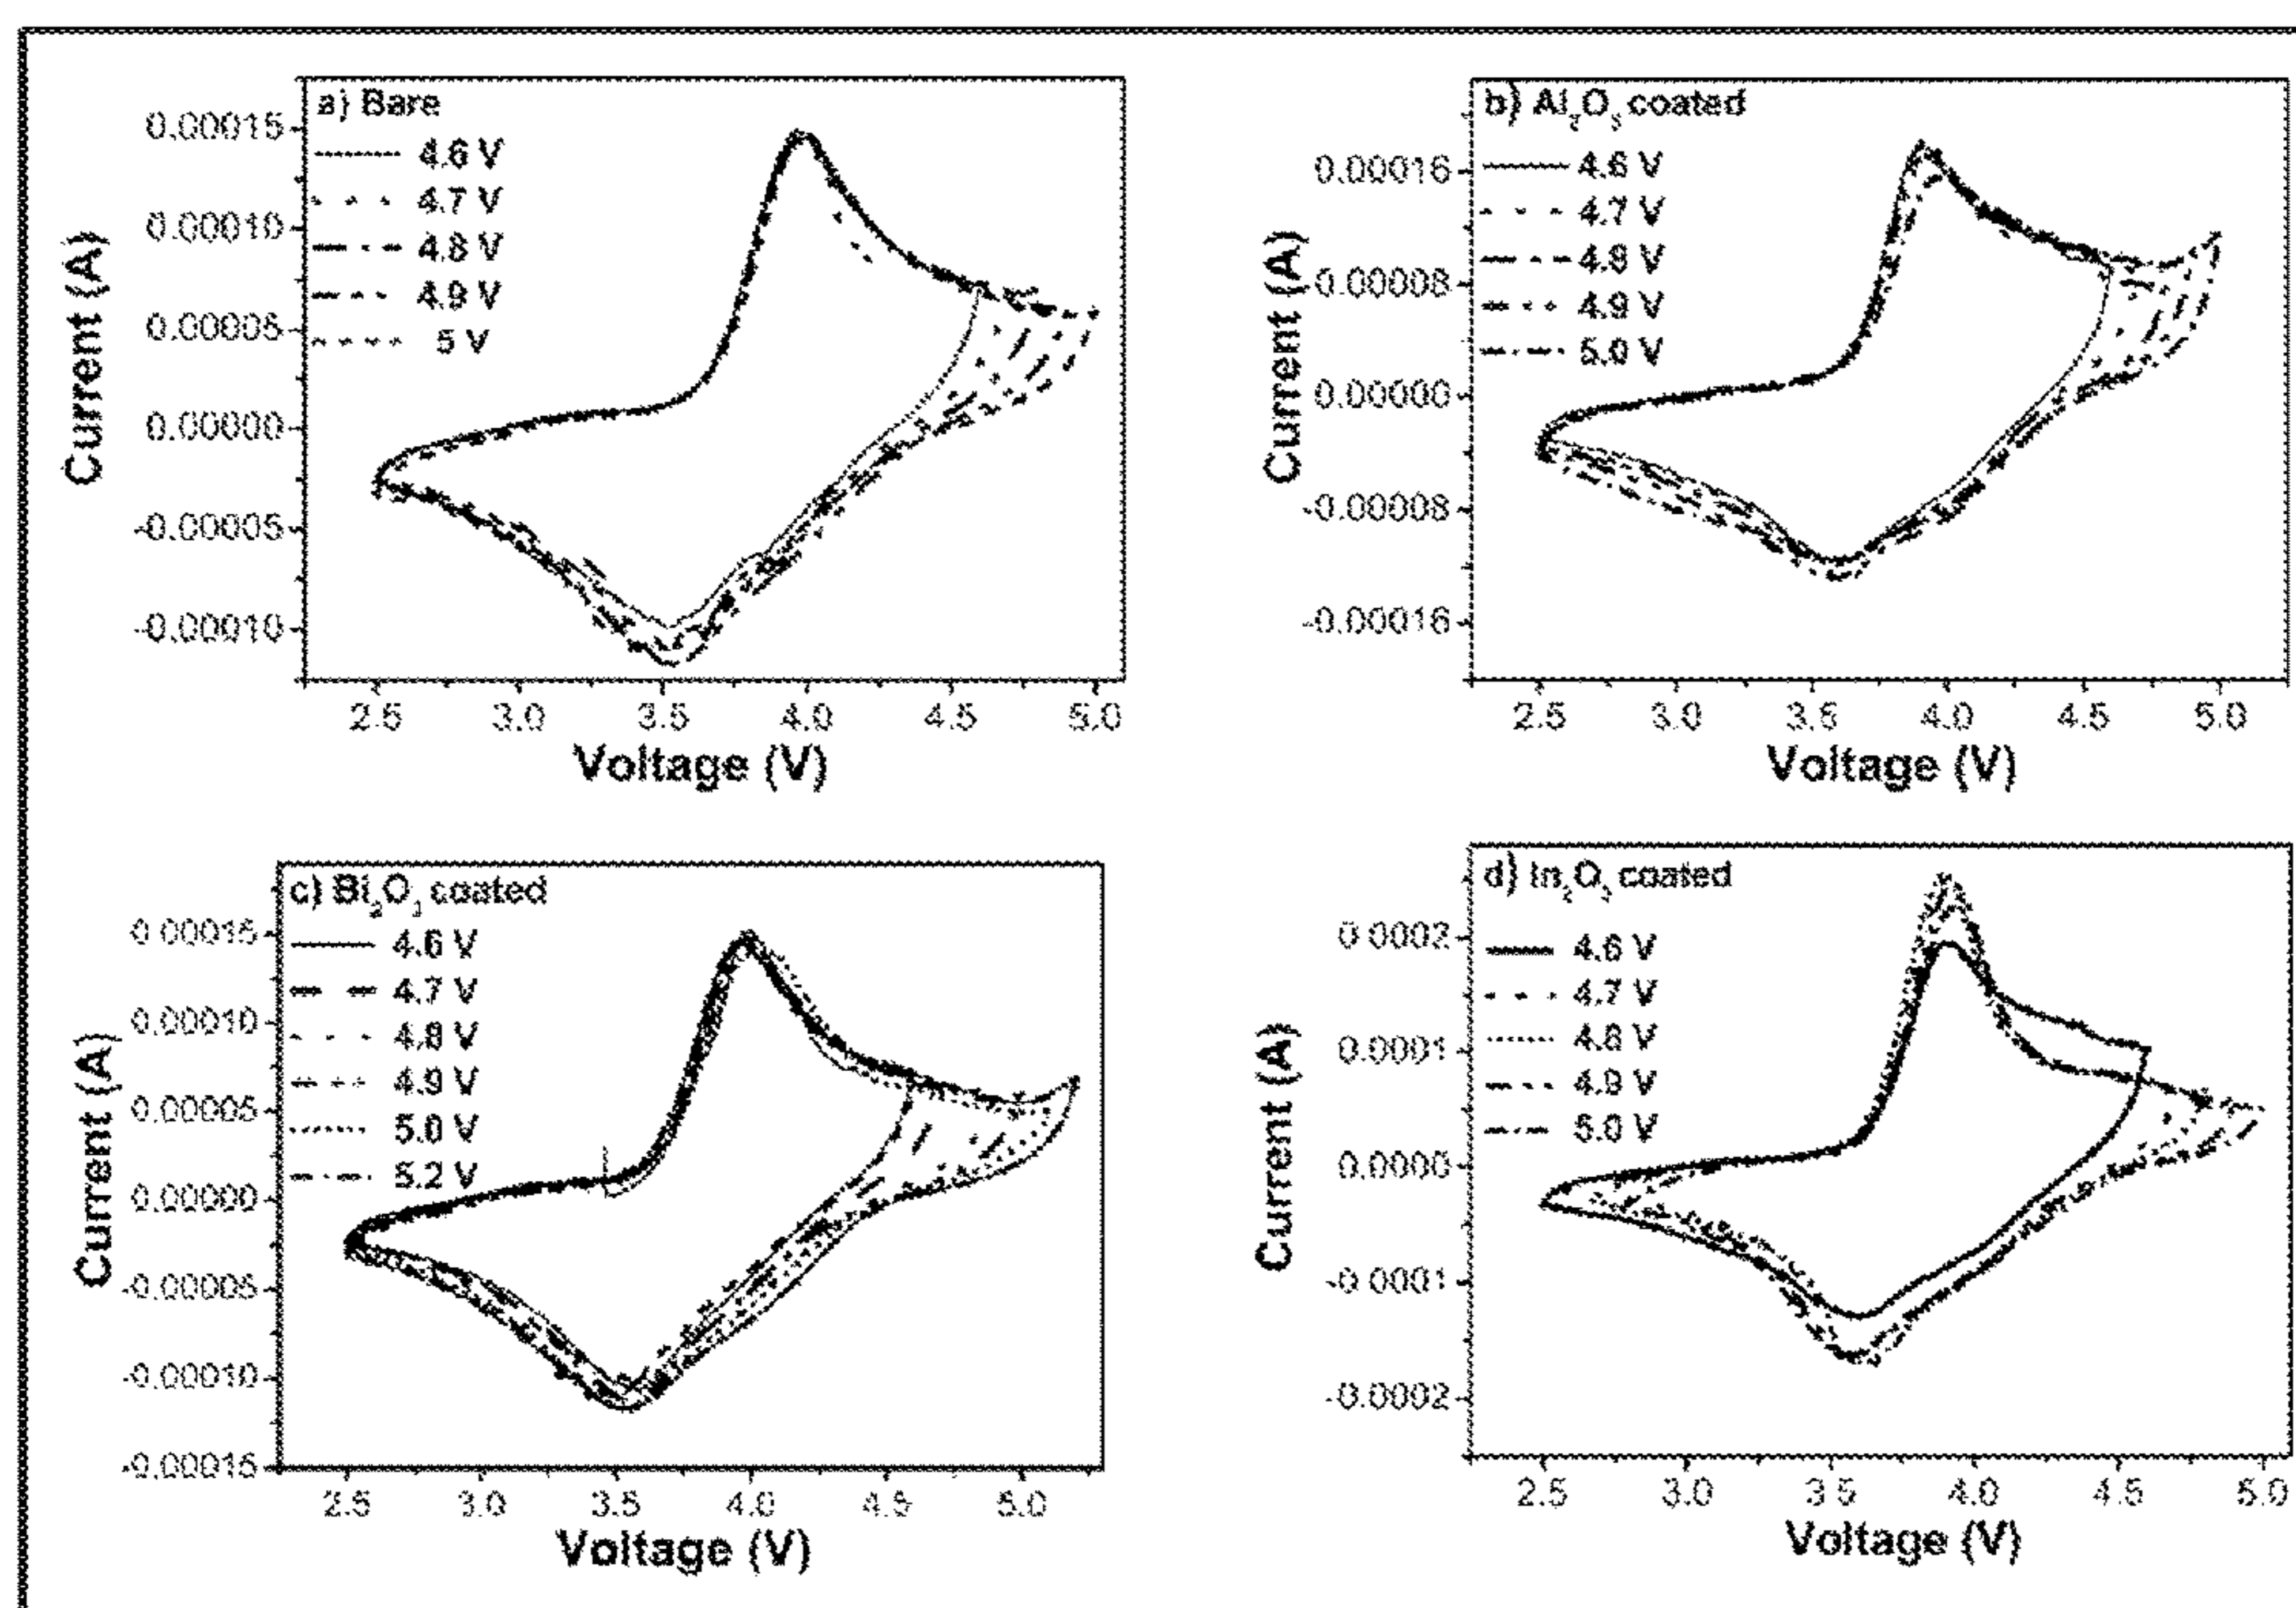 a) Bare
4.6 V
4.7 V
4.8 V
4.9 V
5 V
0.00015
0.00010
0.00005
0.00000
-0.00005
-0.00010
Current (A)
2.5 3.0 3.5 4.0 4.5 5.0
Voltage (V)
b) Al₂O₃ coated
4.6 V
4.7 V
4.8 V
4.9 V
5.0 V
0.00016
0.00008
0.00000
-0.00008
-0.00016
Current (A)
2.5 3.0 3.5 4.0 4.5 5.0
Voltage (V)
c) Bi₂O₃ coated
4.6 V
4.7 V
4.8 V
4.9 V
5.0 V
5.2 V
0.00015
0.00010
0.00005
0.00000
-0.00005
-0.00010
-0.00015
Current (A)
2.5 3.0 3.5 4.0 4.5 5.0
Voltage (V)
d) In₂O₃ coated
4.6 V
4.7 V
4.8 V
4.9 V
5.0 V
0.0002
0.0001
0.0000
-0.0001
-0.0002
Current (A)
2.5 3.0 3.5 4.0 4.5 5.0
Voltage (V)